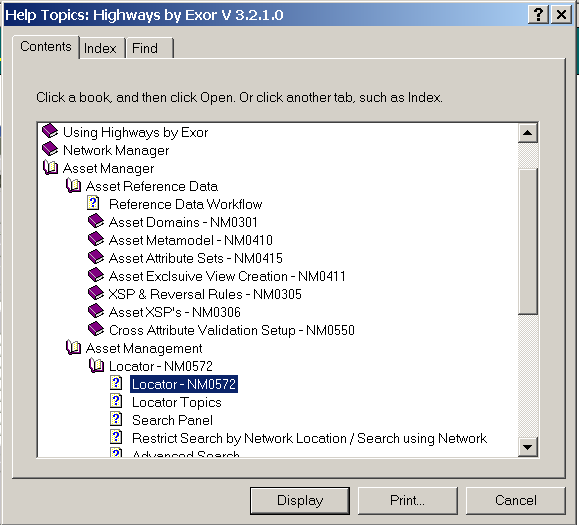 Help Topics: Highways by Exor V 3.2.1.0
Contents Index Find
Click a book, and then click Open. Or click another tab, such as Index.
Using Highways by Exor
Network Manager
Asset Manager
Asset Reference Data
Reference Data Workflow
Asset Domains - NM0301
Asset Metamodel - NM0410
Asset Attribute Sets - NM0415
Asset Exclsuive View Creation - NM0411
XSP & Reversal Rules - NM0305
Asset XSP's - NM0306
Cross Attribute Validation Setup - NM0550
Asset Management
Locator - NM0572
Locator - NM0572
Locator Topics
Search Panel
Restrict Search by Network Location / Search using Network
Advanced Search
Display Print... Cancel